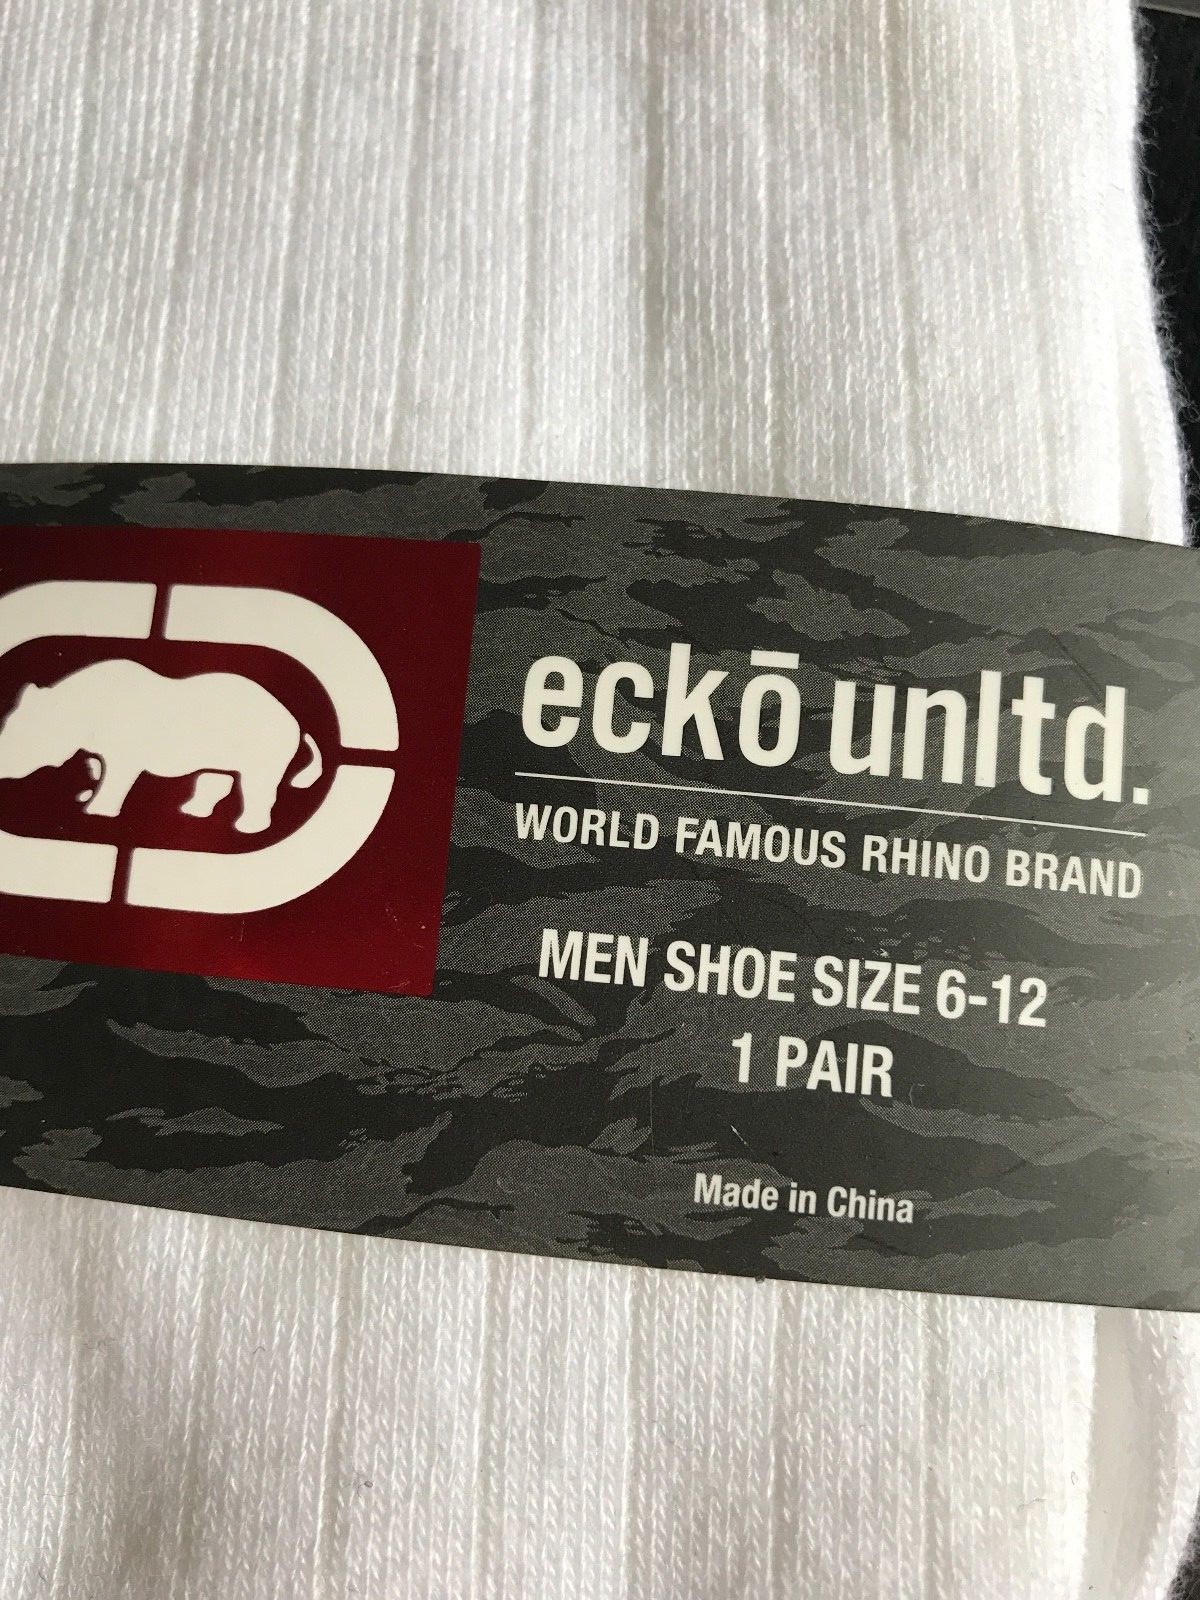 eckō unltd.
WORLD FAMOUS RHINO BRAND
MEN SHOE SIZE 6-12
1 PAIR
Made in China